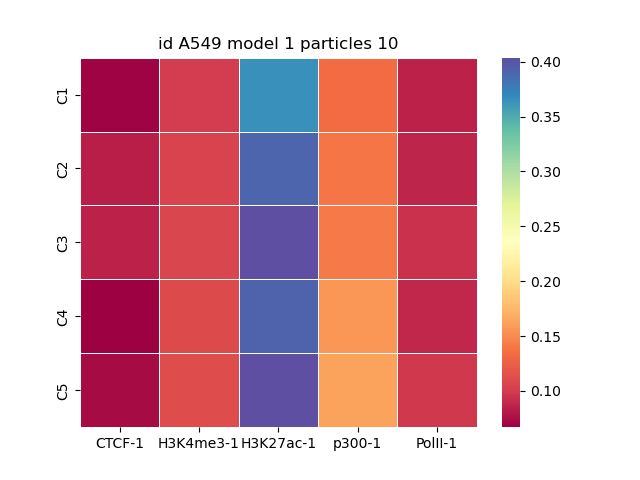 id A549 model 1 particles 10
C1
C2
C3
C4
C5
CTCF-1 H3K4me3-1 H3K27ac-1 p300-1 PolII-1
0.40
0.35
0.30
0.25
0.20
0.15
0.10